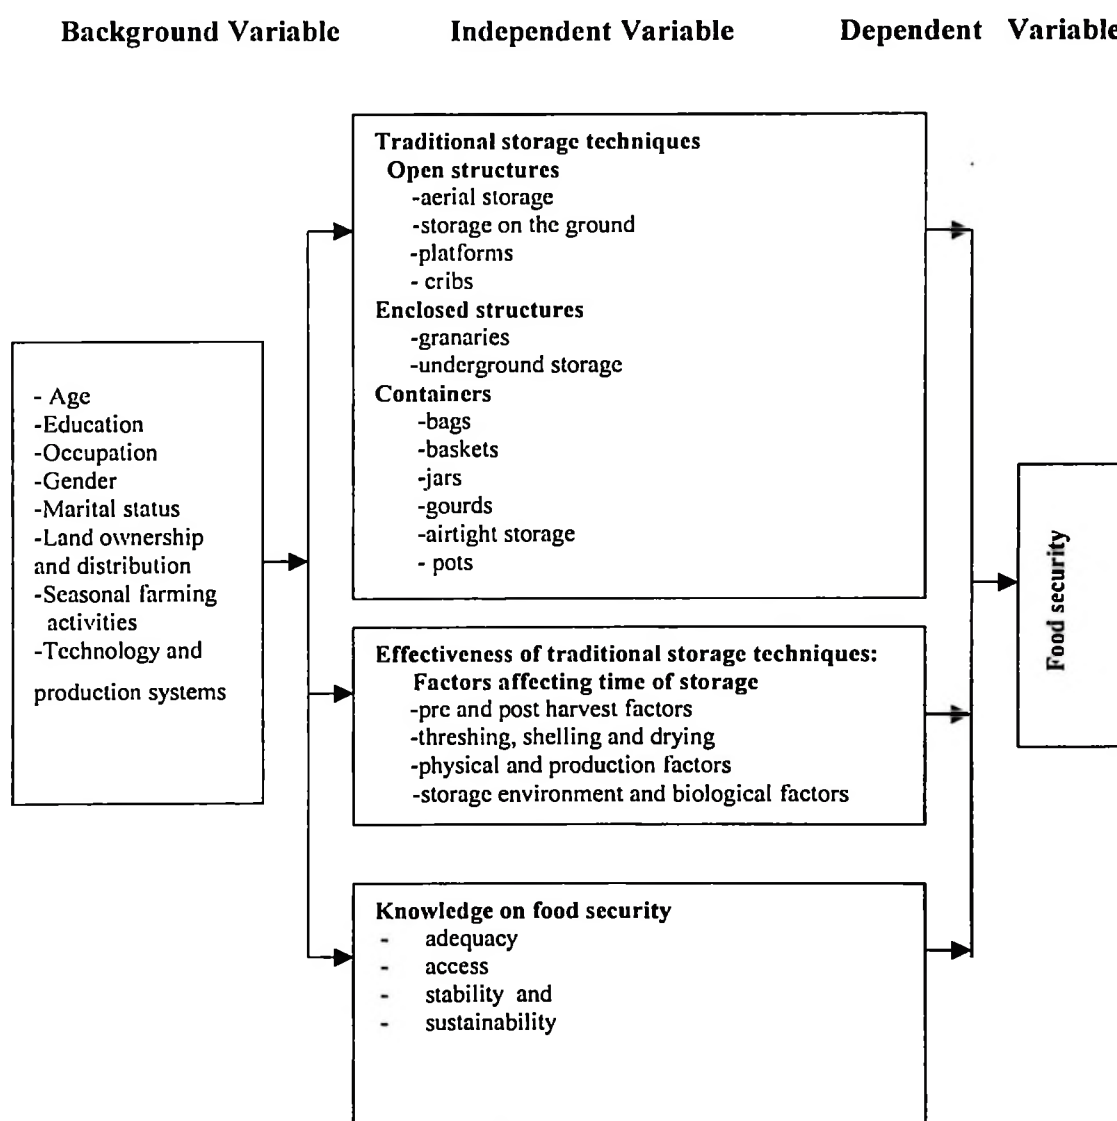 Background Variable Independent Variable Dependent Variable
- Age
-Education
-Occupation
-Gender
-Marital status
-Land ownership
and distribution
-Seasonal farming
activities
-Technology and
production systems
Traditional storage techniques
Open structures
-aerial storage
-storage on the ground
-platforms
- cribs
Enclosed structures
-granaries
-underground storage
Containers
-bags
-baskets
-jars
-gourds
-airtight storage
- pots
Effectiveness of traditional storage techniques:
Factors affecting time of storage
-pre and post harvest factors
-threshing, shelling and drying
-physical and production factors
-storage environment and biological factors
Knowledge on food security
- adequacy
- access
- stability and
- sustainability
Food security